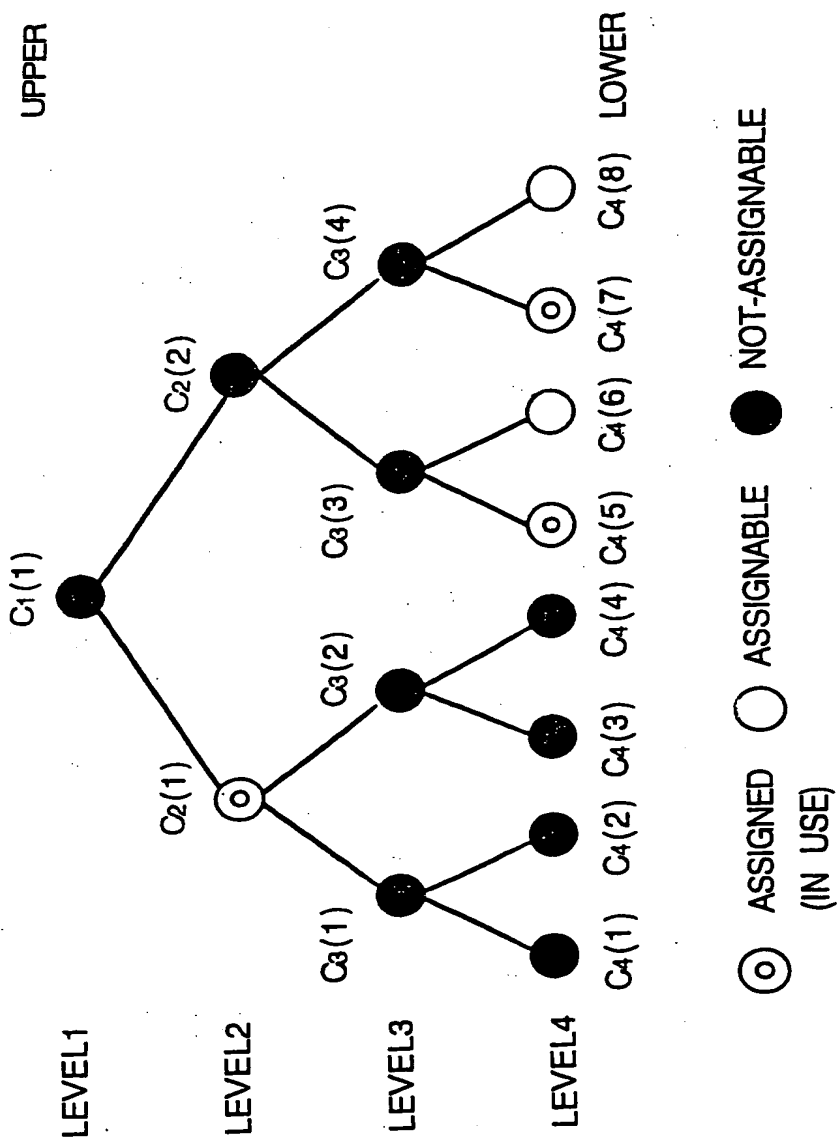 UPPER
LEVEL1
C1(1)
LEVEL2
C2(1)
C2(2)
LEVEL3
C3(1)
C3(2)
C3(3)
C3(4)
LEVEL4
C4(1)
C4(2)
C4(3)
C4(4)
C4(5)
C4(6)
C4(7)
C4(8)
LOWER
ASSIGNED
(IN USE)
ASSIGNABLE
NOT-ASSIGNABLE